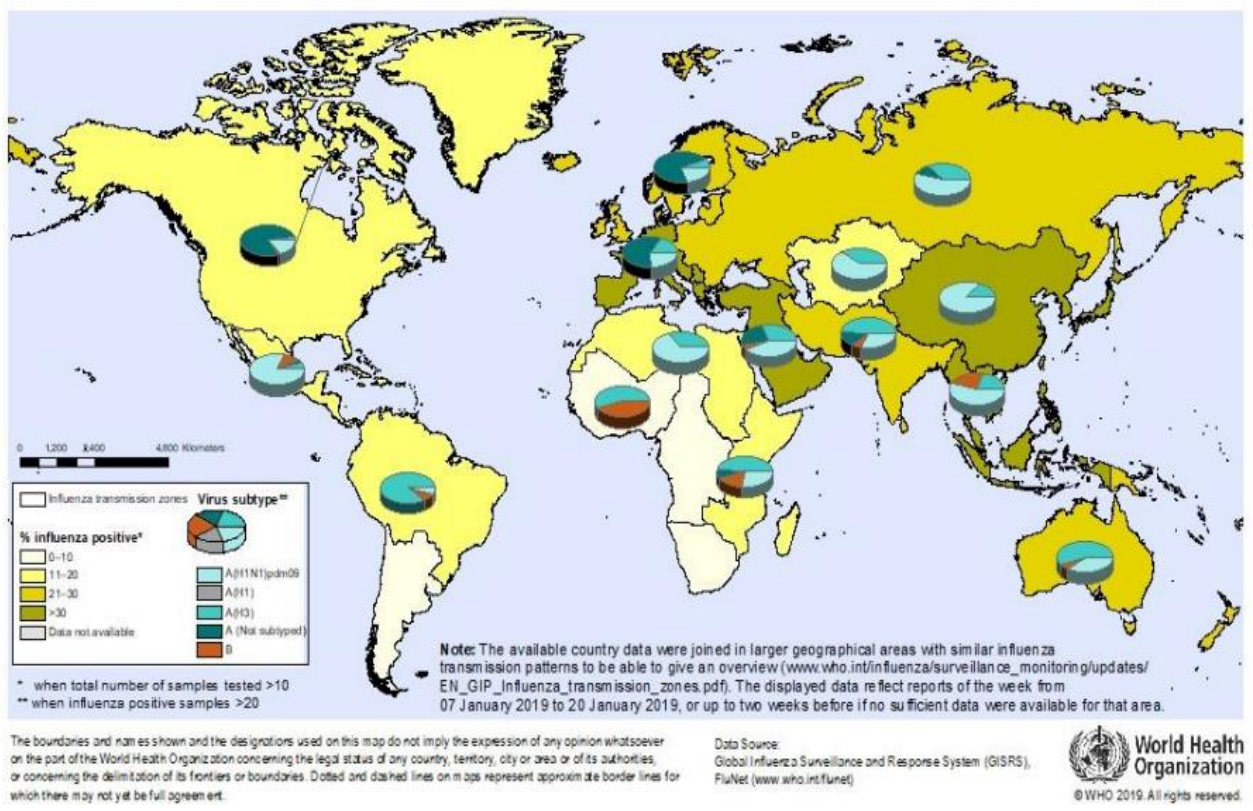 0 1,200 2,400 4,800 Kilometers
Influenza transmission zones
Virus subtype**
% influenza positive*
0–10
11–20
21–30
>30
Data not available
A(H1N1)pdm09
A(H1)
A(H3)
A (Not subtyped)
B
* when total number of samples tested >10
** when influenza positive samples >20
Note: The available country data were joined in larger geographical areas with similar influenza
transmission patterns to be able to give an overview (www.who.int/influenza/surveillance_monitoring/updates/
EN_GIP_Influenza_transmission_zones.pdf). The displayed data reflect reports of the week from
07 January 2019 to 20 January 2019, or up to two weeks before if no sufficient data were available for that area.
The boundaries and names shown and the designations used on this map do not imply the expression of any opinion whatsoever
on the part of the World Health Organization concerning the legal status of any country, territory, city or area or of its authorities,
or concerning the delimitation of its frontiers or boundaries. Dotted and dashed lines on maps represent approximate border lines for
which there may not yet be full agreement.
Data Source:
Global Influenza Surveillance and Response System (GISRS),
FluNet (www.who.int/flunet)
World Health
Organization
© WHO 2019. All rights reserved.